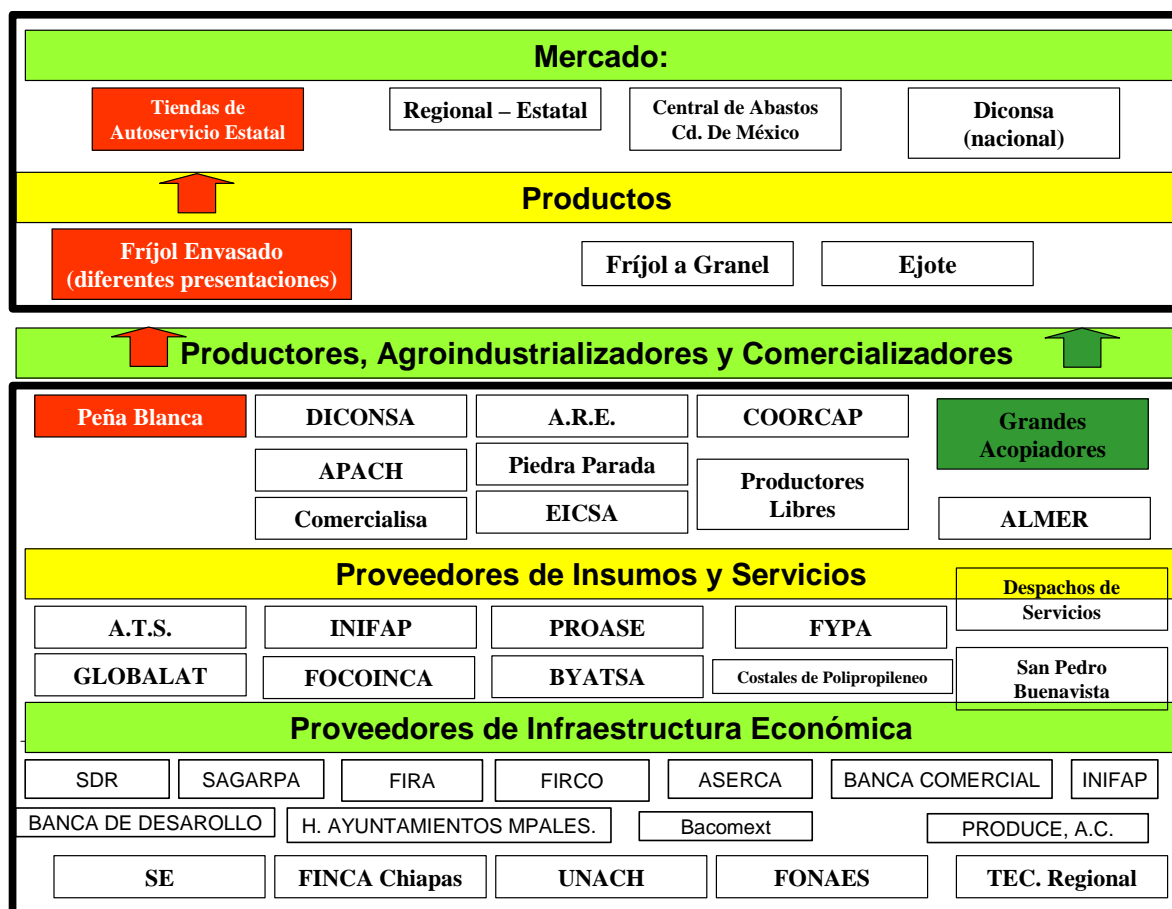 Mercado:
Tiendas de
Autoservicio Estatal
Regional – Estatal
Central de Abastos
Cd. De México
Diconsa
(nacional)
Productos
Fríjol Envasado
(diferentes presentaciones)
Fríjol a Granel
Ejote
Productores, Agroindustrializadores y Comercializadores
Peña Blanca
DICONSA
A.R.E.
COORCAP
Grandes
Acopiadores
APACH
Piedra Parada
Productores
Libres
Comercialisa
EICSA
ALMER
Proveedores de Insumos y Servicios
Despachos de
Servicios
A.T.S.
INIFAP
PROASE
FYPA
GLOBALAT
FOCOINCA
BYATSA
Costales de Polipropileneo
San Pedro
Buenavista
Proveedores de Infraestructura Económica
SDR
SAGARPA
FIRA
FIRCO
ASERCA
BANCA COMERCIAL
INIFAP
BANCA DE DESAROLLO
H. AYUNTAMIENTOS MPALES.
Bacomext
PRODUCE, A.C.
SE
FINCA Chiapas
UNACH
FONAES
TEC. Regional